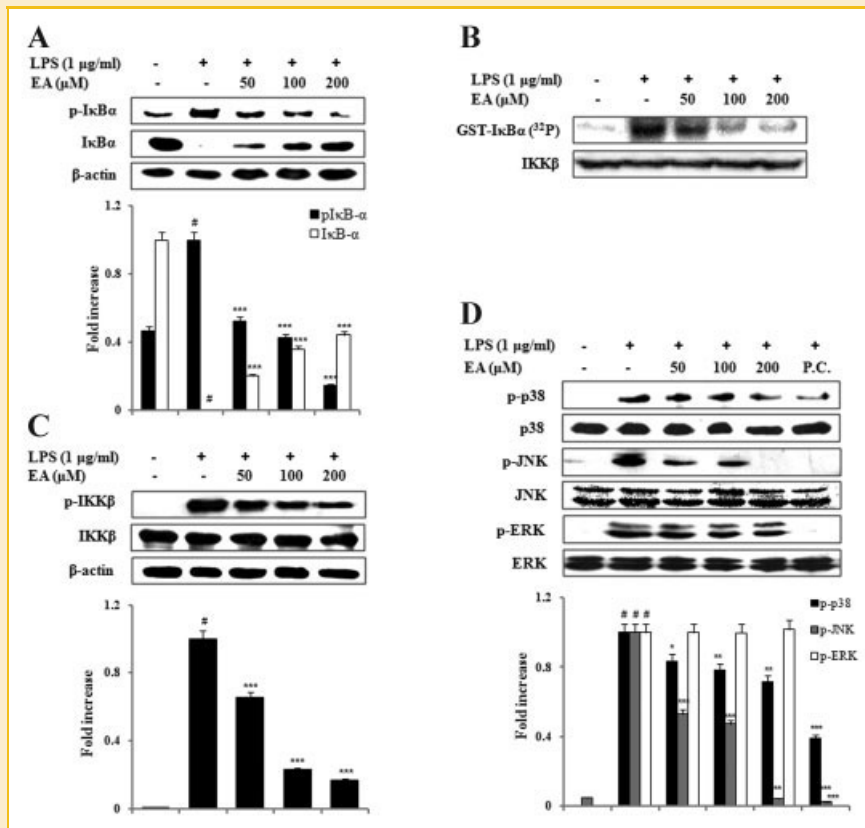 A
LPS (1 µg/ml) - + + + +
EA (µM) - - 50 100 200
p-IκBα
IκBα
β-actin
1.2
0.8
0.4
0
Fold increase
pIκB-α
IκB-α
#
#
***
***
***
***
***
***
B
LPS (1 µg/ml) - + + + +
EA (µM) - - 50 100 200
GST-IκBα (³²P)
IKKβ
C
LPS (1 µg/ml) - + + + +
EA (µM) - - 50 100 200
p-IKKβ
IKKβ
β-actin
1.2
0.8
0.4
0
Fold increase
#
***
***
***
D
LPS (1 µg/ml) - + + + + +
EA (µM) - - 50 100 200 P.C.
p-p38
p38
p-JNK
JNK
p-ERK
ERK
1.2
0.8
0.4
0
Fold increase
p-p38
p-JNK
p-ERK
# # #
*
***
**
***
**
**
***
***
***